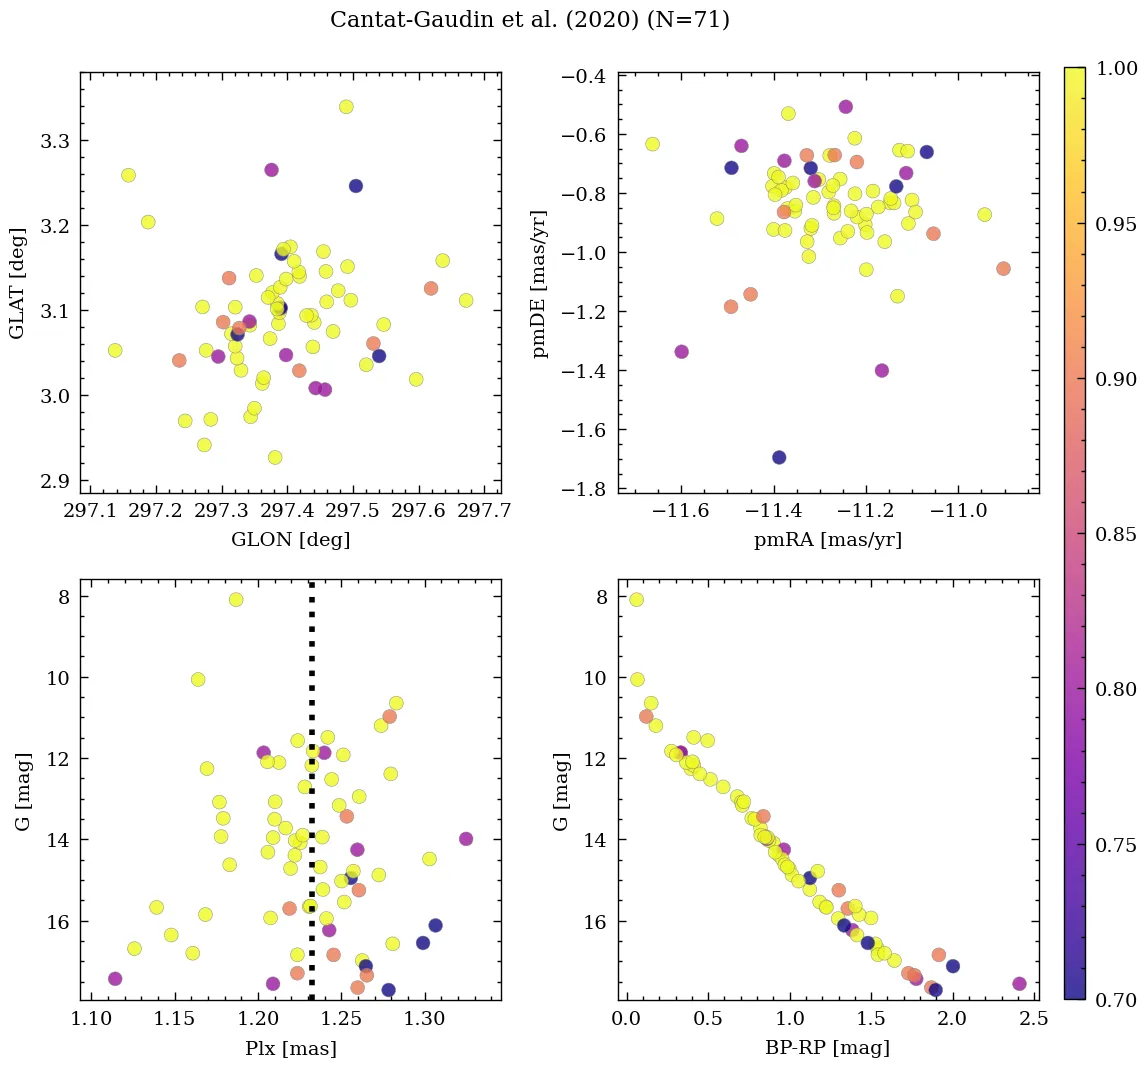 Cantat-Gaudin et al. (2020) (N=71)
3.3
3.2
3.1
3.0
2.9
GLAT [deg]
297.1 297.2 297.3 297.4 297.5 297.6 297.7
GLON [deg]
−0.4
−0.6
−0.8
−1.0
−1.2
−1.4
−1.6
−1.8
pmDE [mas/yr]
−11.6 −11.4 −11.2 −11.0
pmRA [mas/yr]
8
10
12
14
16
G [mag]
1.10 1.15 1.20 1.25 1.30
Plx [mas]
8
10
12
14
16
G [mag]
0.0 0.5 1.0 1.5 2.0 2.5
BP-RP [mag]
1.00
0.95
0.90
0.85
0.80
0.75
0.70